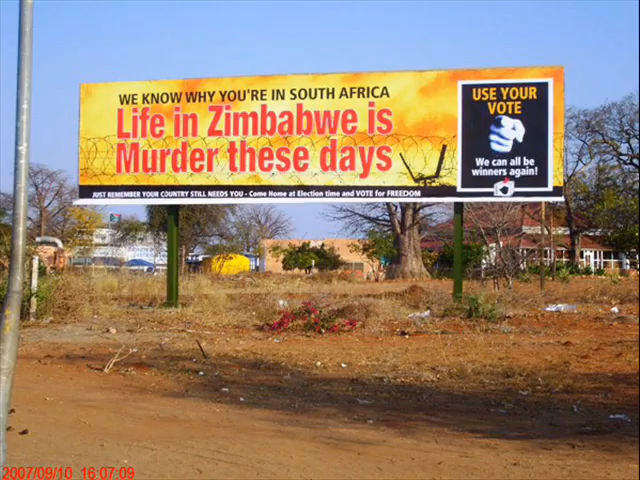 WE KNOW WHY YOU'RE IN SOUTH AFRICA
Life in Zimbabwe is
Murder these days
JUST REMEMBER YOUR COUNTRY STILL NEEDS YOU - Come Home at Election time and VOTE for FREEDOM
USE YOUR
VOTE
We can all be
winners again!
2007/09/10 16:07:09